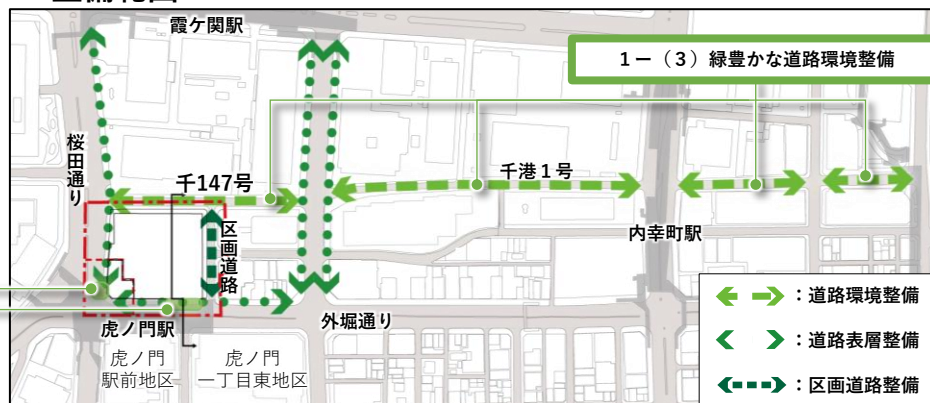 霞ケ関駅
1ー（3）緑豊かな道路環境整備
桜田通り
千147号
千港1号
区画道路
内幸町駅
虎ノ門駅
外堀通り
虎ノ門
駅前地区
虎ノ門
一丁目東地区
：道路環境整備
：道路表層整備
：区画道路整備